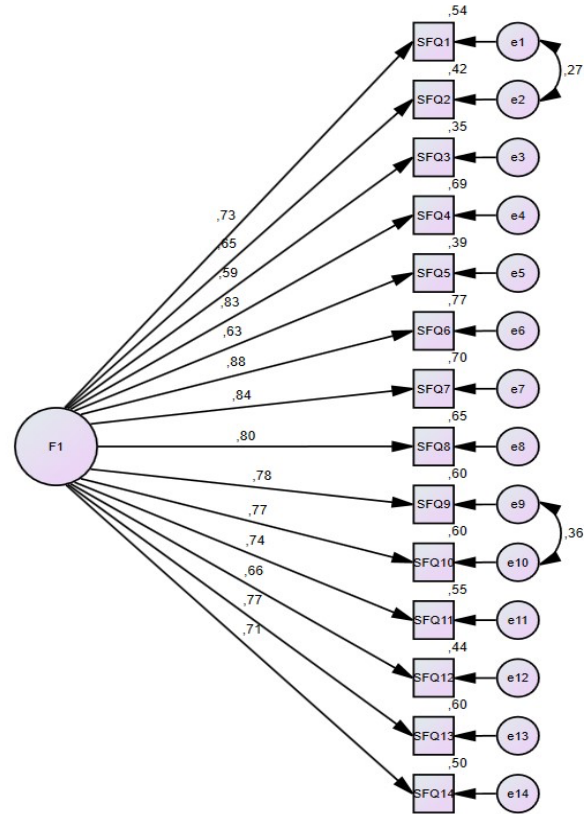 ,54
SFQ1 e1
,27
,42
SFQ2 e2
,35
SFQ3 e3
,69
SFQ4 e4
,73
,39
,65
SFQ5 e5
,59
,77
,83
SFQ6 e6
,63
,70
,88
SFQ7 e7
,84
,65
F1 ,80 SFQ8 e8
,60
,78
SFQ9 e9
,77
,60
,36
,74
SFQ10 e10
,66
,55
,77
SFQ11 e11
,71
,44
SFQ12 e12
,60
SFQ13 e13
,50
SFQ14 e14